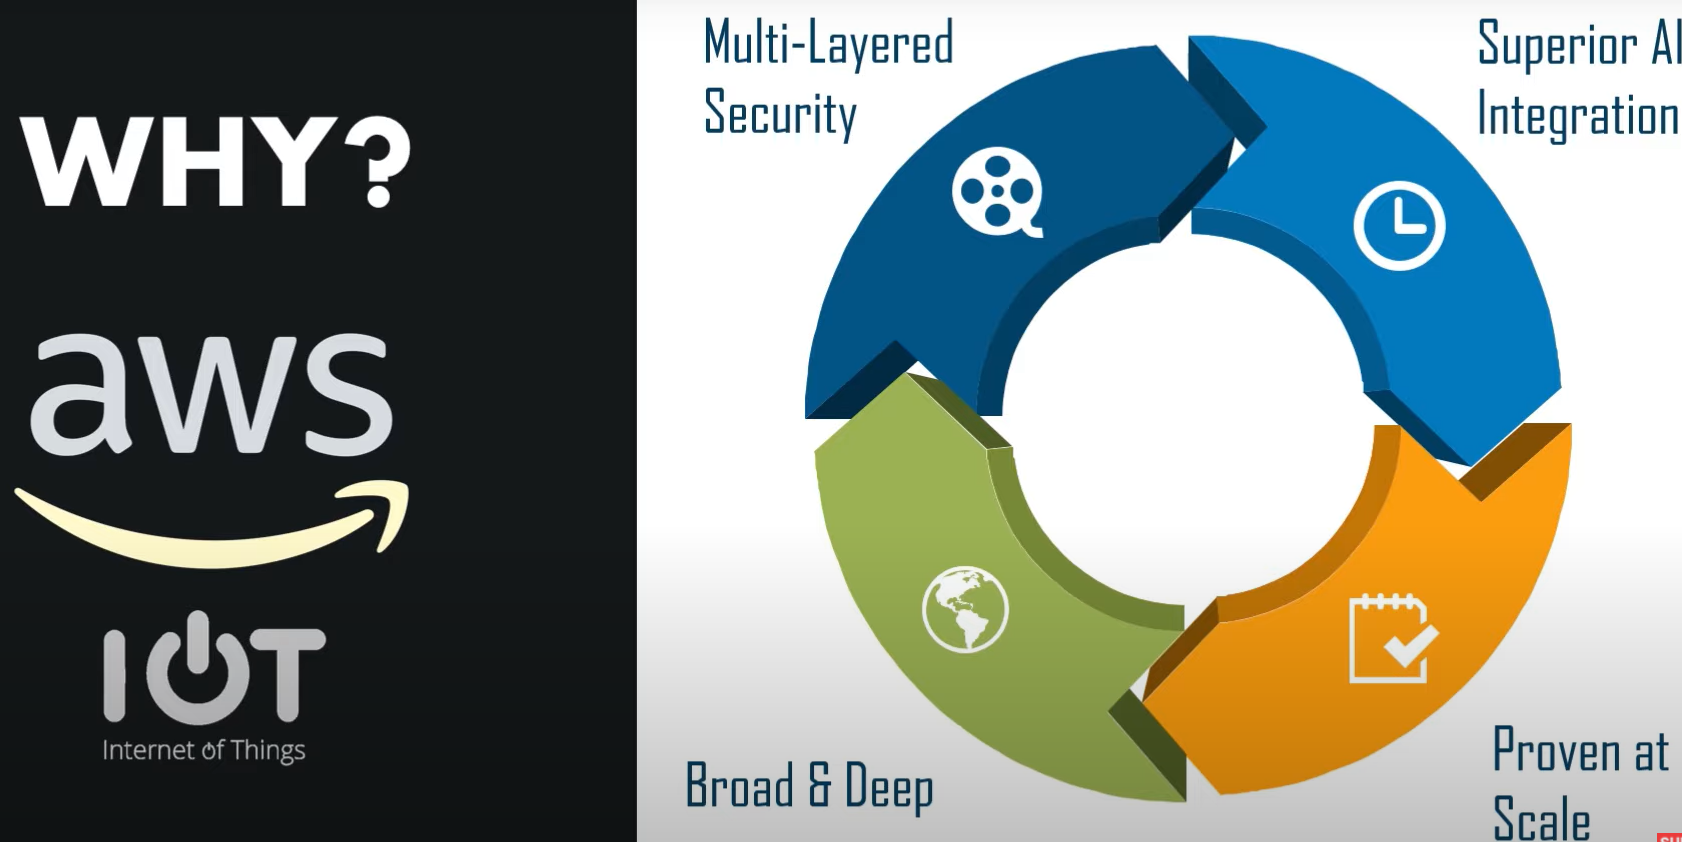 WHY?
aws
IOT
Internet of Things
Multi-Layered
Security
Superior AI
Integration
Broad & Deep
Proven at
Scale